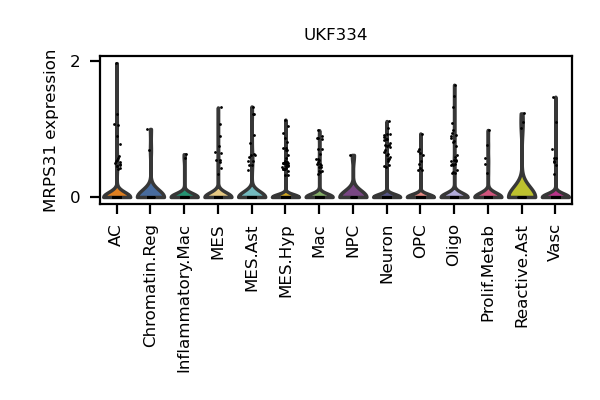 UKF334
MRPS31 expression
2
0
AC
Chromatin.Reg
Inflammatory.Mac
MES
MES.Ast
MES.Hyp
Mac
NPC
Neuron
OPC
Oligo
Prolif.Metab
Reactive.Ast
Vasc